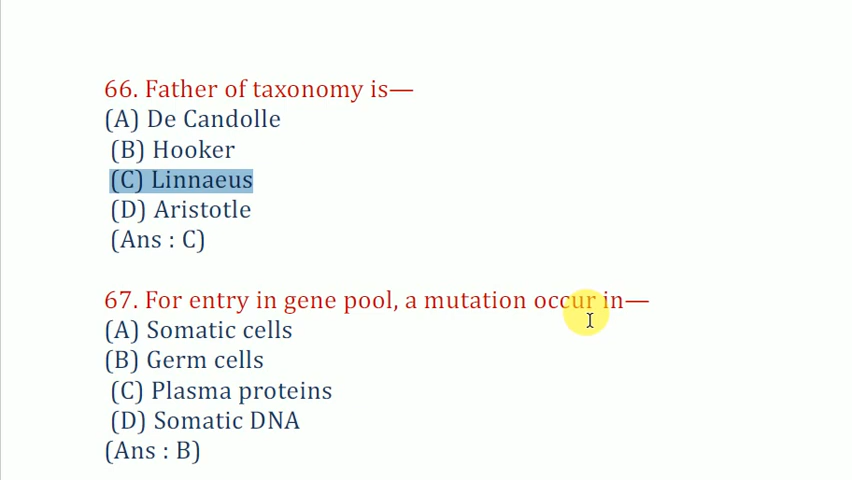 66. Father of taxonomy is—
(A) De Candolle
(B) Hooker
(C) Linnaeus
(D) Aristotle
(Ans : C)
67. For entry in gene pool, a mutation occur in—
(A) Somatic cells
(B) Germ cells
(C) Plasma proteins
(D) Somatic DNA
(Ans : B)